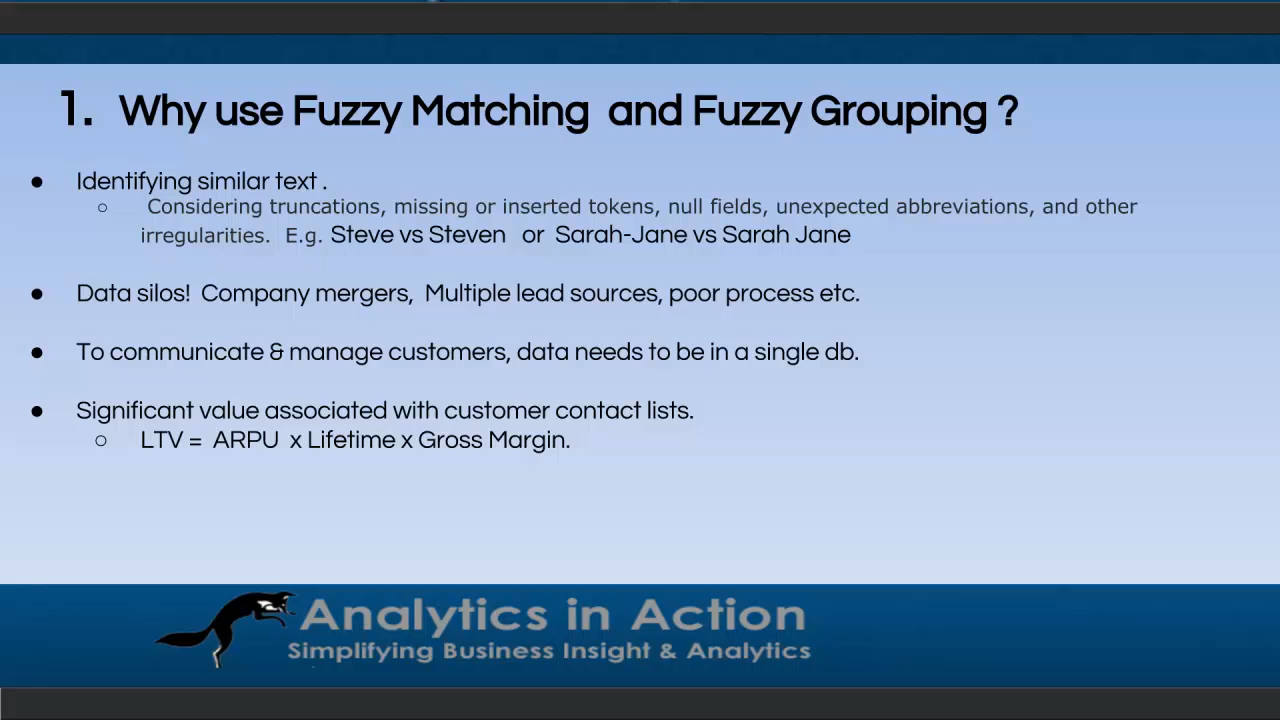 1. Why use Fuzzy Matching and Fuzzy Grouping ?
● Identifying similar text .
○ Considering truncations, missing or inserted tokens, null fields, unexpected abbreviations, and other
irregularities. E.g. Steve vs Steven or Sarah-Jane vs Sarah Jane
● Data silos! Company mergers, Multiple lead sources, poor process etc.
● To communicate & manage customers, data needs to be in a single db.
● Significant value associated with customer contact lists.
○ LTV = ARPU x Lifetime x Gross Margin.
Analytics in Action
Simplifying Business Insight & Analytics